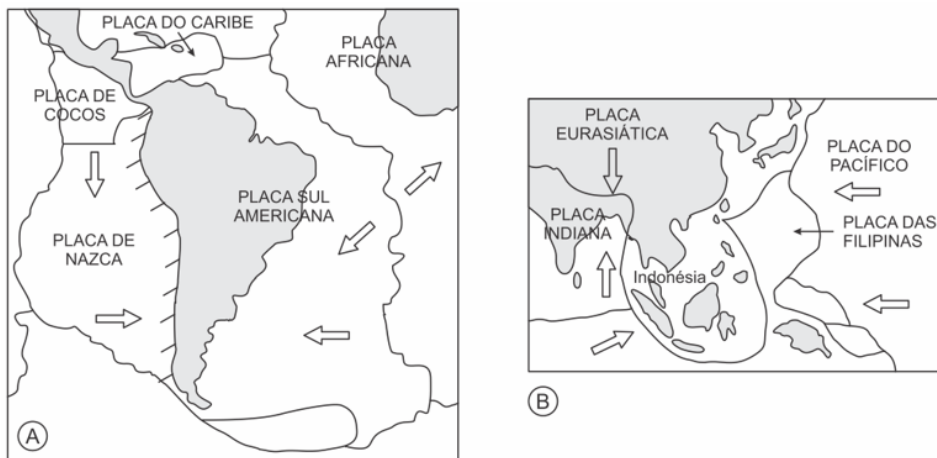 PLACA DO CARIBE
PLACA
AFRICANA
PLACA DE
COCOS
PLACA SUL
AMERICANA
PLACA DE
NAZCA
A
PLACA
EURASIÁTICA
PLACA DO
PACÍFICO
PLACA
INDIANA
PLACA DAS
FILIPINAS
Indonésia
B